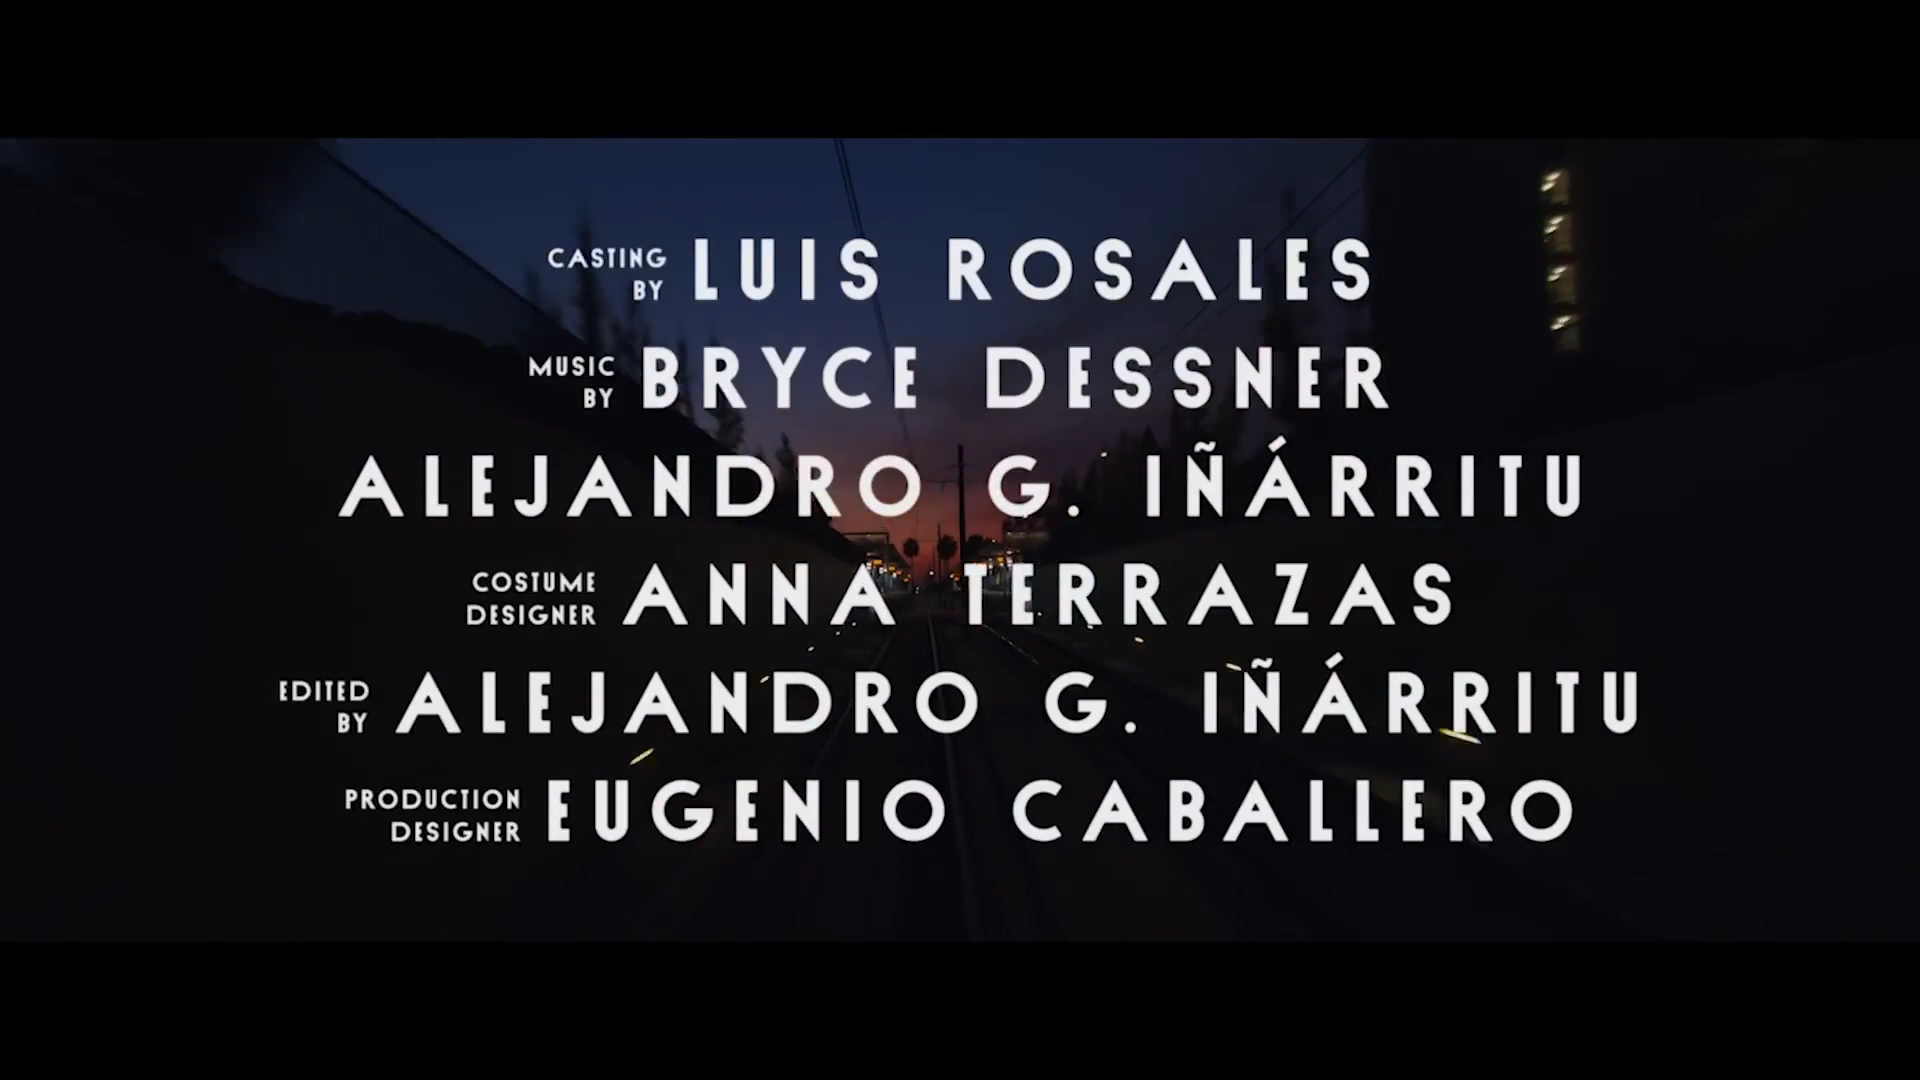 CASTING BY LUIS ROSALES
MUSIC BY BRYCE DESSNER
ALEJANDRO G. IÑÁRRITU
COSTUME DESIGNER ANNA TERRAZAS
EDITED BY ALEJANDRO G. IÑÁRRITU
PRODUCTION DESIGNER EUGENIO CABALLERO